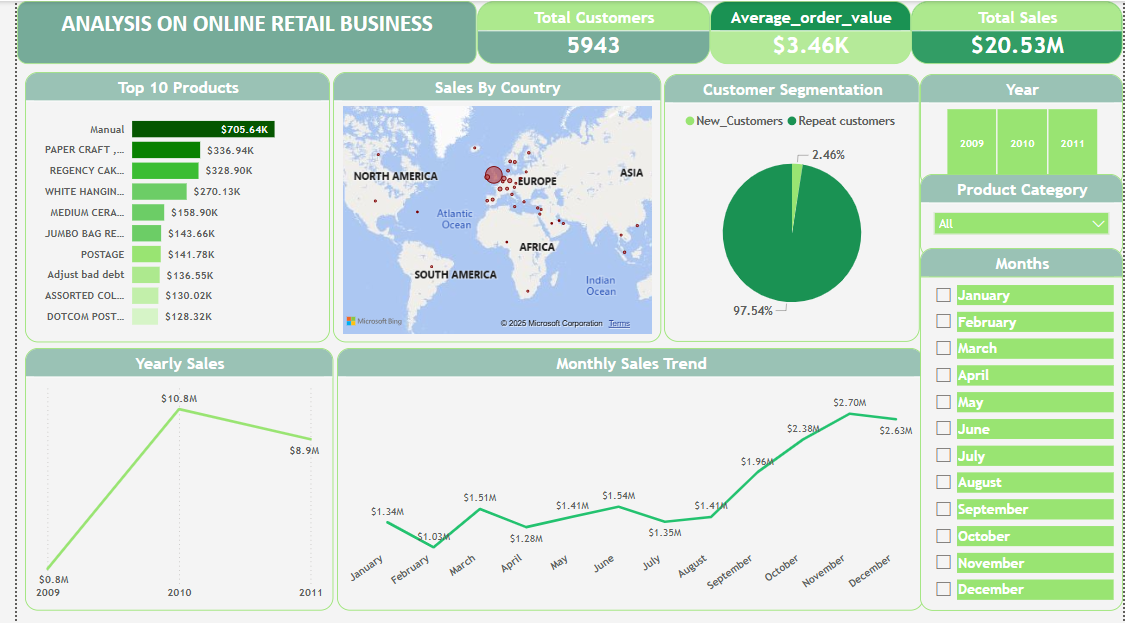 ANALYSIS ON ONLINE RETAIL BUSINESS
Total Customers
5943
Average_order_value
$3.46K
Total Sales
$20.53M
Top 10 Products
Manual
$705.64K
PAPER CRAFT ,...
$336.94K
REGENCY CAK...
$328.90K
WHITE HANGIN...
$270.13K
MEDIUM CERA...
$158.90K
JUMBO BAG RE...
$143.66K
POSTAGE
$141.78K
Adjust bad debt
$136.55K
ASSORTED COL...
$130.02K
DOTCOM POST...
$128.32K
Sales By Country
NORTH AMERICA
EUROPE
ASIA
Atlantic
Ocean
AFRICA
SOUTH AMERICA
Indian
Ocean
Microsoft Bing
© 2025 Microsoft Corporation Terms
Customer Segmentation
New_Customers
Repeat customers
2.46%
97.54%
Year
2009
2010
2011
Product Category
All
Months
January
February
March
April
May
June
July
August
September
October
November
December
Yearly Sales
$10.8M
$8.9M
$0.8M
2009
2010
2011
Monthly Sales Trend
$1.34M
$1.03M
$1.51M
$1.28M
$1.41M
$1.54M
$1.35M
$1.41M
$1.96M
$2.38M
$2.70M
$2.63M
January
February
March
April
May
June
July
August
September
October
November
December